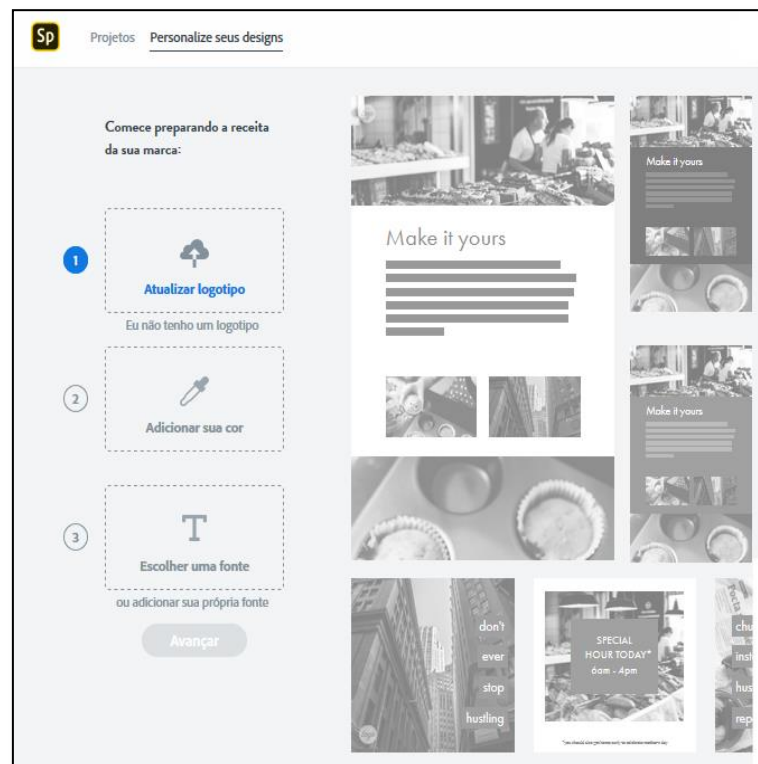 Sp Projetos Personalize seus designs
Comece preparando a receita
da sua marca:
1
Atualizar logotipo
Eu não tenho um logotipo
2
Adicionar sua cor
3
T
Escolher uma fonte
ou adicionar sua própria fonte
Avançar
Make it yours
Make it yours
Make it yours
don't
ever
stop
hustling
SPECIAL
HOUR TODAY*
6am - 4pm